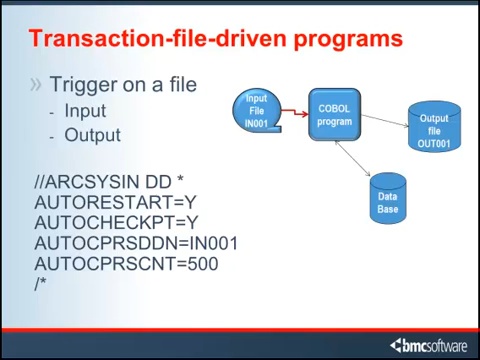 Transaction-file-driven programs
» Trigger on a file
- Input
- Output
Input
File
IN001
COBOL
program
Output
file
OUT001
Data
Base
//ARCSYSIN DD *
AUTORESTART=Y
AUTOCHECKPT=Y
AUTOCPRSDDN=IN001
AUTOCPRSCNT=500
/*
bmcsoftware